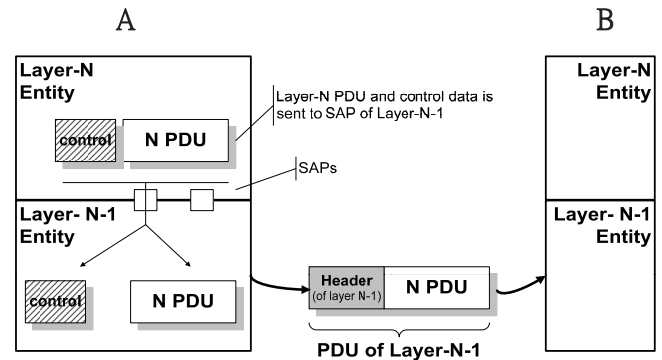 A
B
Layer-N
Entity
Layer-N
Entity
Layer-N PDU and control data is
sent to SAP of Layer-N-1
control
N PDU
SAPs
Layer- N-1
Entity
Layer- N-1
Entity
control
N PDU
Header
(of layer N-1)
N PDU
PDU of Layer-N-1